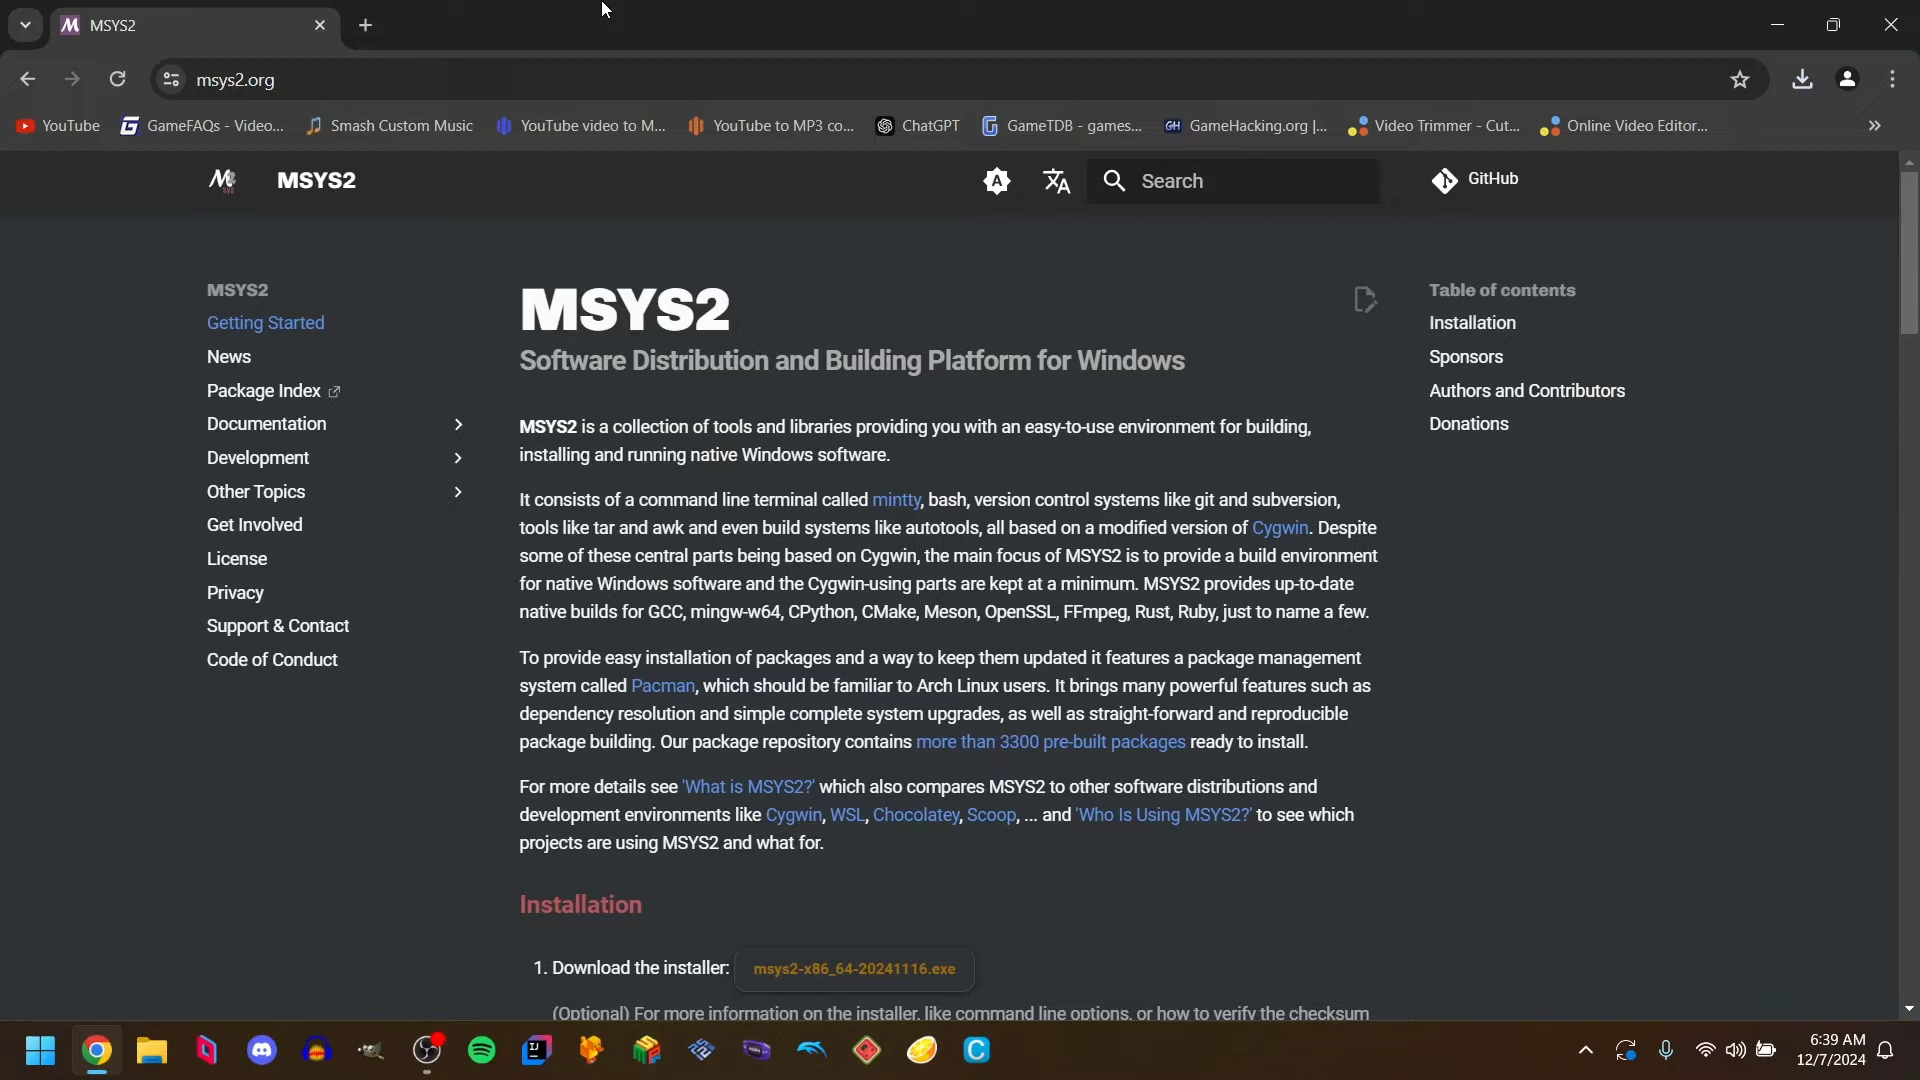 MSYS2
msys2.org
YouTube
GameFAQs - Video...
Smash Custom Music
YouTube video to M...
YouTube to MP3 co...
ChatGPT
GameTDB - games...
GH
GameHacking.org |...
Video Trimmer - Cut...
Online Video Editor...
MSYS2
Search
GitHub
MSYS2
Getting Started
News
Package Index
Documentation
Development
Other Topics
Get Involved
License
Privacy
Support & Contact
Code of Conduct
MSYS2
Software Distribution and Building Platform for Windows
MSYS2 is a collection of tools and libraries providing you with an easy-to-use environment for building,
installing and running native Windows software.
It consists of a command line terminal called mintty, bash, version control systems like git and subversion,
tools like tar and awk and even build systems like autotools, all based on a modified version of Cygwin. Despite
some of these central parts being based on Cygwin, the main focus of MSYS2 is to provide a build environment
for native Windows software and the Cygwin-using parts are kept at a minimum. MSYS2 provides up-to-date
native builds for GCC, mingw-w64, CPython, CMake, Meson, OpenSSL, FFmpeg, Rust, Ruby, just to name a few.
To provide easy installation of packages and a way to keep them updated it features a package management
system called Pacman, which should be familiar to Arch Linux users. It brings many powerful features such as
dependency resolution and simple complete system upgrades, as well as straight-forward and reproducible
package building. Our package repository contains more than 3300 pre-built packages ready to install.
For more details see 'What is MSYS2?' which also compares MSYS2 to other software distributions and
development environments like Cygwin, WSL, Chocolatey, Scoop, ... and 'Who Is Using MSYS2?' to see which
projects are using MSYS2 and what for.
Installation
1. Download the installer: msys2-x86_64-20241116.exe
(Optional) For more information on the installer, like command line options, or how to verify the checksum
Table of contents
Installation
Sponsors
Authors and Contributors
Donations
6:39 AM
12/7/2024